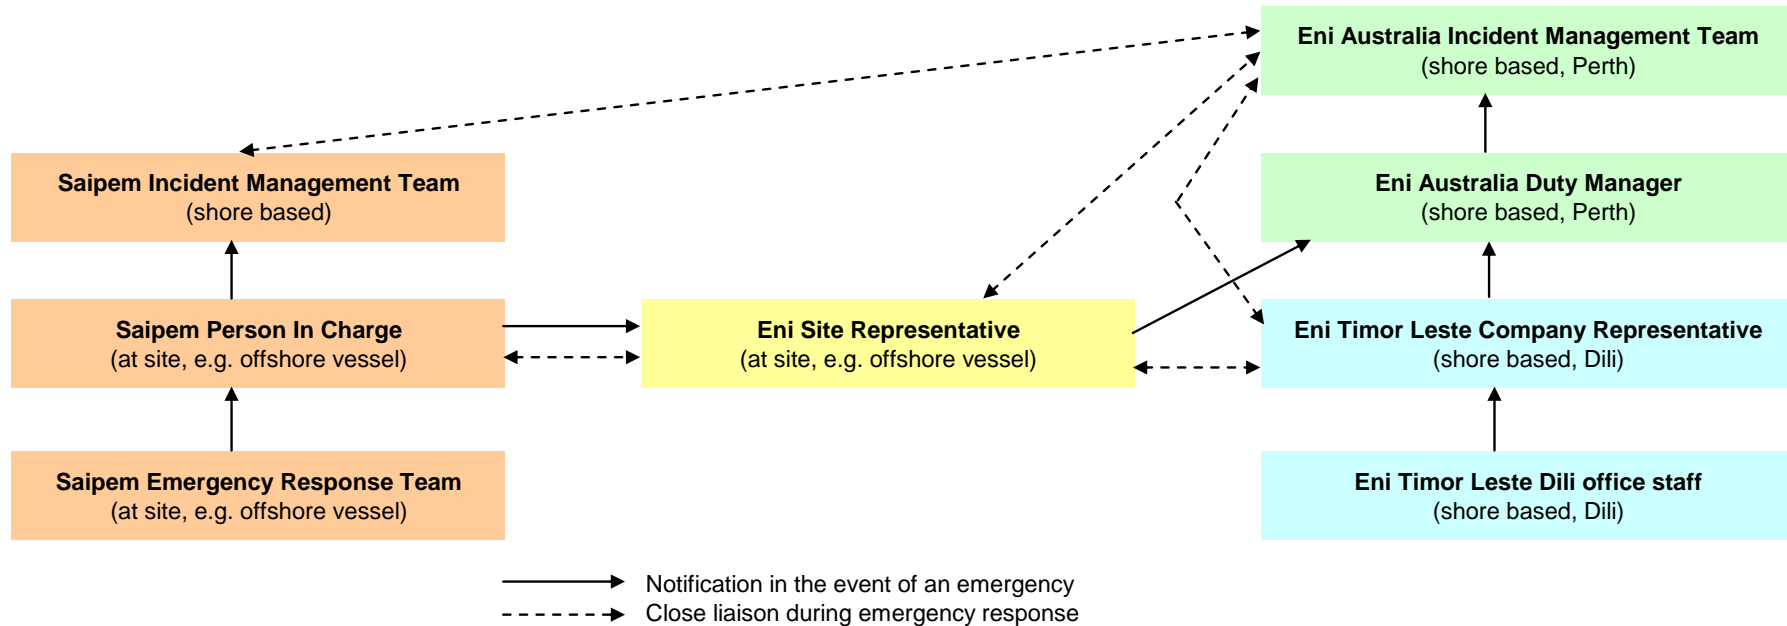 Eni Australia Incident Management Team
(shore based, Perth)
Saipem Incident Management Team
(shore based)
Eni Australia Duty Manager
(shore based, Perth)
Saipem Person In Charge
(at site, e.g. offshore vessel)
Eni Site Representative
(at site, e.g. offshore vessel)
Eni Timor Leste Company Representative
(shore based, Dili)
Saipem Emergency Response Team
(at site, e.g. offshore vessel)
Eni Timor Leste Dili office staff
(shore based, Dili)
Notification in the event of an emergency
Close liaison during emergency response